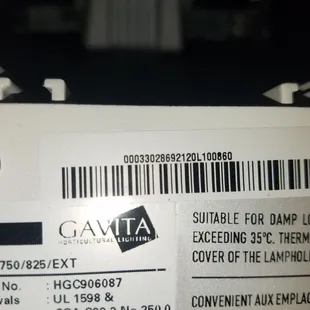 00033028692120L100860
GAVITA
HORTICULTURAL LIGHTING
750/825/EXT
No. : HGC906087
vals : UL 1598 &
SUITABLE FOR DAMP LO
EXCEEDING 35°C. THERM
COVER OF THE LAMPHOL
CONVENIENT AUX EMPLAC